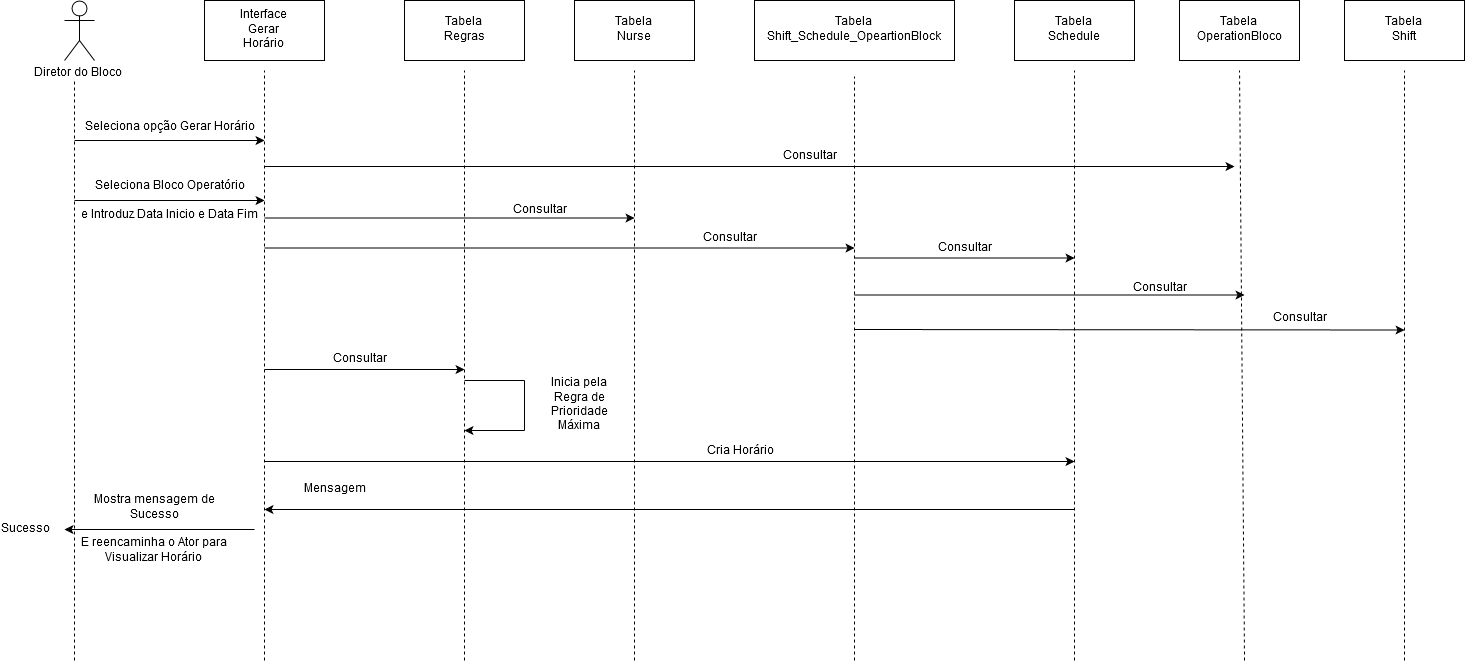 Interface
Gerar
Horário
Tabela
Regras
Tabela
Nurse
Tabela
Shift_Schedule_OpeartionBlock
Tabela
Schedule
Tabela
OperationBloco
Tabela
Shift
Diretor do Bloco
Seleciona opção Gerar Horário
Consultar
Seleciona Bloco Operatório
e Introduz Data Inicio e Data Fim
Consultar
Consultar
Consultar
Consultar
Consultar
Consultar
Inicia pela
Regra de
Prioridade
Máxima
Cria Horário
Mensagem
Mostra mensagem de
Sucesso
Sucesso
E reencaminha o Ator para
Visualizar Horário